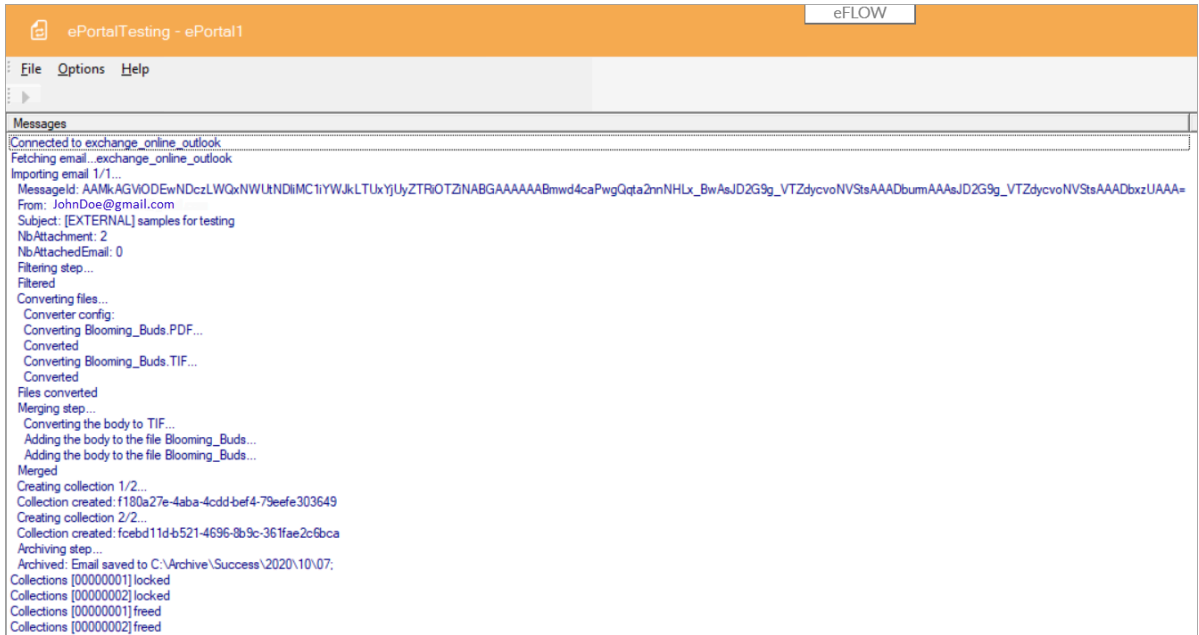 eFLOW
ePortalTesting - ePortal1
File Options Help
Messages
Connected to exchange_online_outlook
Fetching email...exchange_online_outlook
Importing email 1/1...
MessageId: AAMkAGViODEwNDczLWQxNWUtNDliMC1iYWJkLTUxYjUyZTRiOTZiNABGAAAAAABmwd4caPwgQqta2nnNHLx_BwAsJD2G9g_VTZdycvoNVStsAAADburmAAAsJD2G9g_VTZdycvoNVStsAAADbxzUAAA=
From: JohnDoe@gmail.com
Subject: [EXTERNAL] samples for testing
NbAttachment: 2
NbAttachedEmail: 0
Filtering step...
Filtered
Converting files...
Converter config:
Converting Blooming_Buds.PDF...
Converted
Converting Blooming_Buds.TIF...
Converted
Files converted
Merging step...
Converting the body to TIF...
Adding the body to the file Blooming_Buds...
Adding the body to the file Blooming_Buds...
Merged
Creating collection 1/2...
Collection created: f180a27e-4aba-4cdd-bef4-79eefe303649
Creating collection 2/2...
Collection created: fcebd11d-b521-4696-8b9c-361fae2c6bca
Archiving step...
Archived: Email saved to C:\Archive\Success\2020\10\07;
Collections [00000001] locked
Collections [00000002] locked
Collections [00000001] freed
Collections [00000002] freed